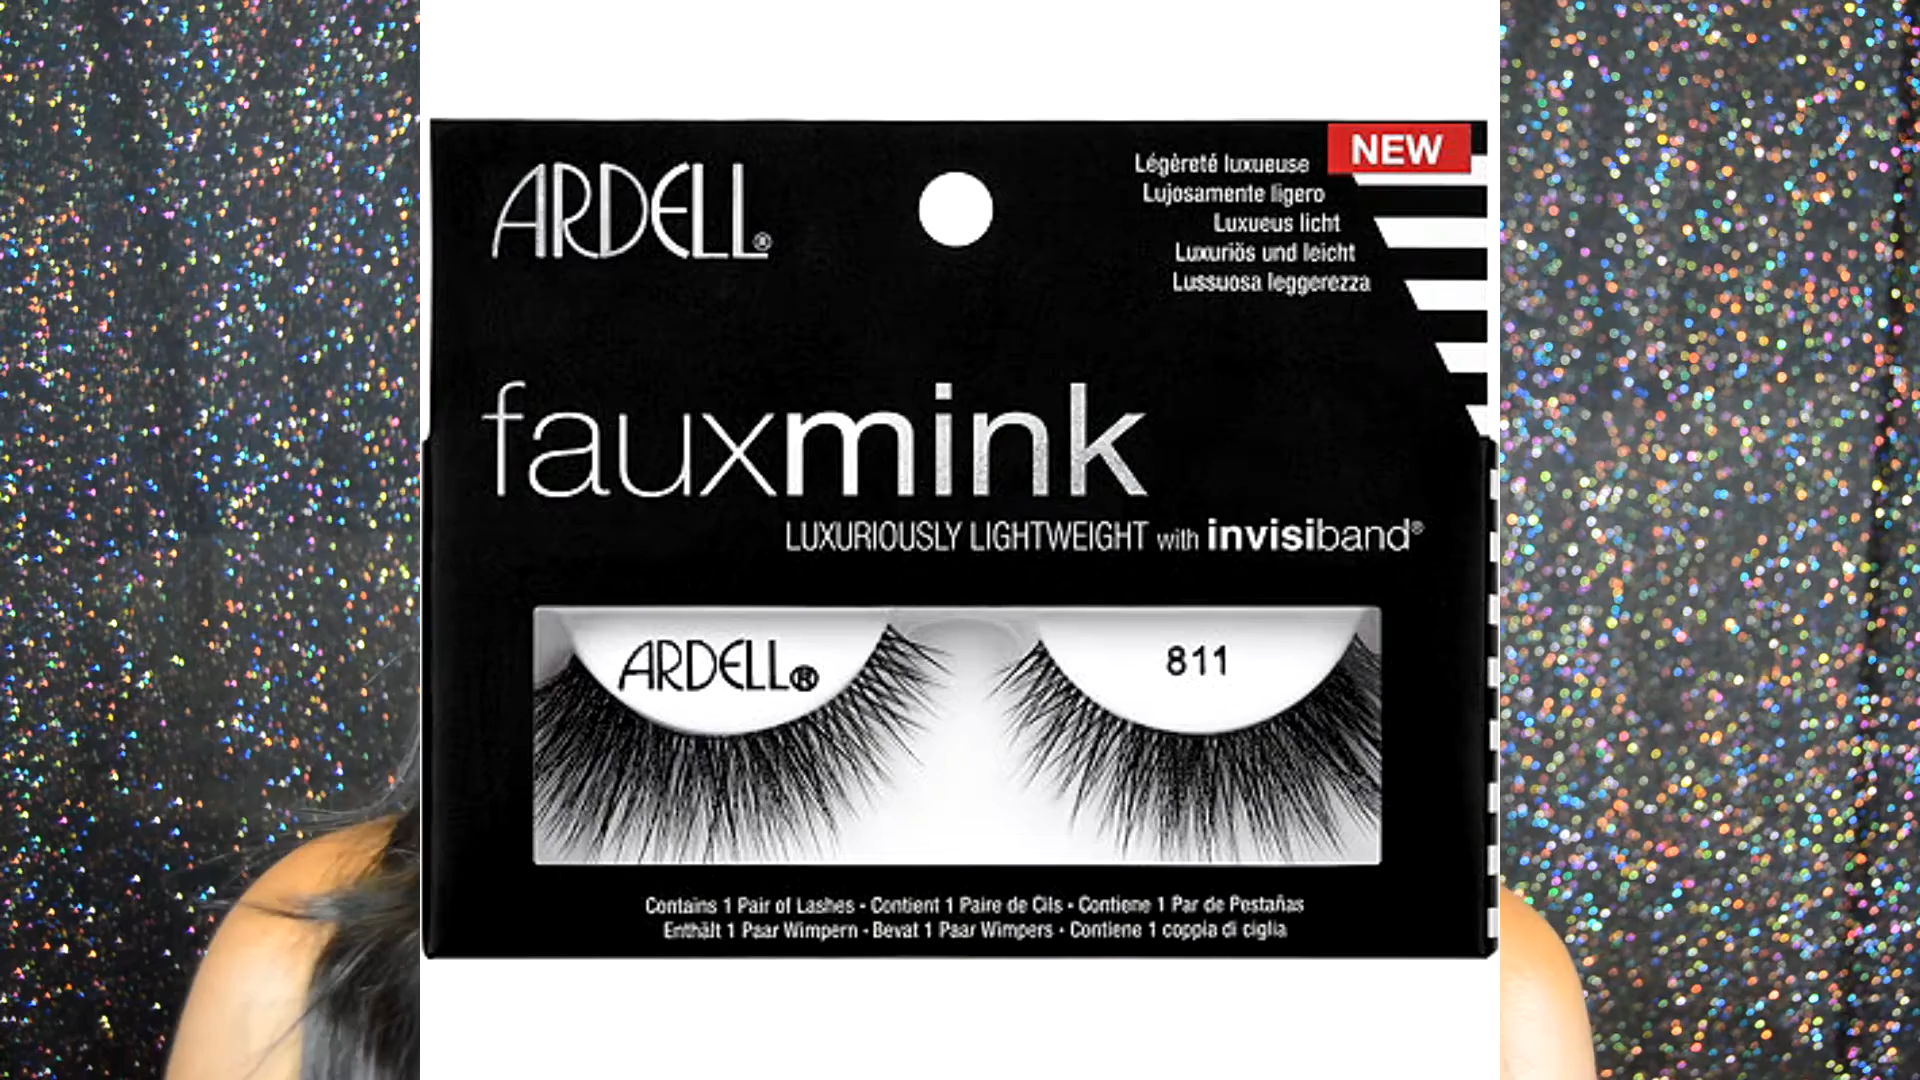 ARDELL®
NEW
Légèreté luxueuse
Lujosamente ligero
Luxueus licht
Luxuriös und leicht
Lussuosa leggerezza
fauxmink
LUXURIOUSLY LIGHTWEIGHT with invisiband®
ARDELL®
811
Contains 1 Pair of Lashes • Contient 1 Paire de Cils • Contiene 1 Par de Pestañas
Enthält 1 Paar Wimpern • Bevat 1 Paar Wimpers • Contiene 1 coppia di ciglia